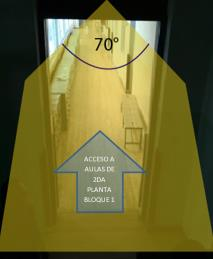 70°
ACCESO A
AULAS DE
2DA
PLANTA
BLOQUE 1